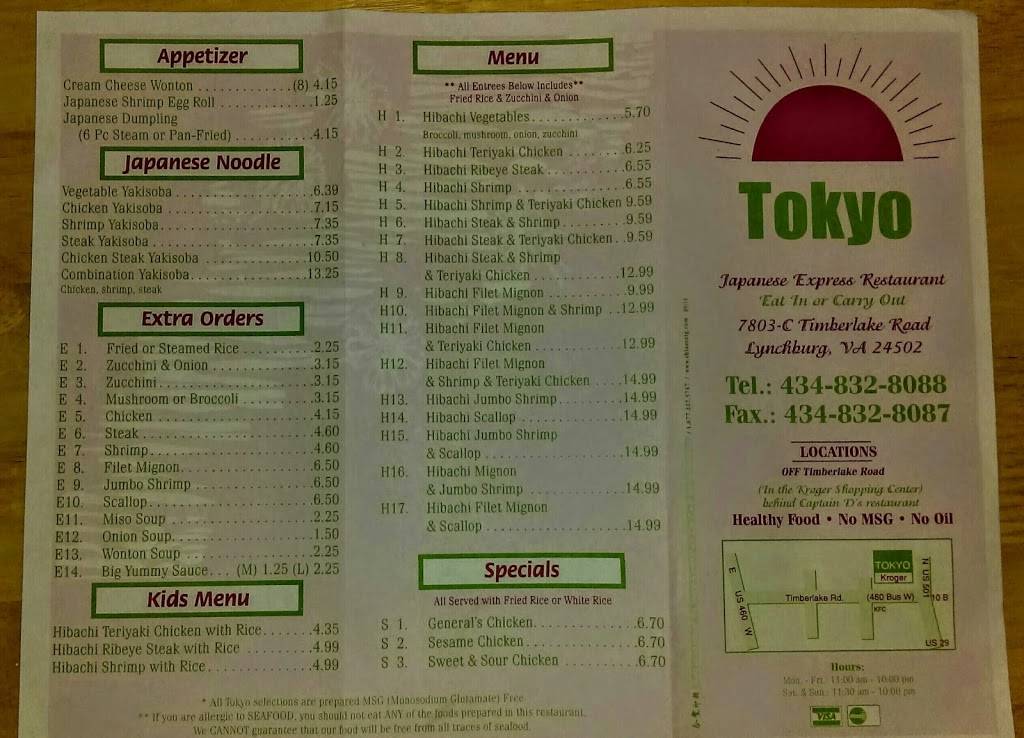 Appetizer
Cream Cheese Wonton . . . . . . . . . . . . .(8) 4.15
Japanese Shrimp Egg Roll . . . . . . . . . . . . .1.25
Japanese Dumpling
(6 Pc Steam or Pan-Fried) . . . . . . . . . . . .4.15
Japanese Noodle
Vegetable Yakisoba . . . . . . . . . . . . . . . . . . .6.39
Chicken Yakisoba . . . . . . . . . . . . . . . . . . . .7.15
Shrimp Yakisoba. . . . . . . . . . . . . . . . . . . . .7.35
Steak Yakisoba . . . . . . . . . . . . . . . . . . . . . .7.35
Chicken Steak Yakisoba . . . . . . . . . . . . . .10.50
Combination Yakisoba. . . . . . . . . . . . . . . .13.25
Chicken, shrimp, steak
Extra Orders
E 1. Fried or Steamed Rice . . . . . . . . . .2.25
E 2. Zucchini & Onion . . . . . . . . . . . . . .3.15
E 3. Zucchini. . . . . . . . . . . . . . . . . . . . . .3.15
E 4. Mushroom or Broccoli . . . . . . . . . .3.15
E 5. Chicken . . . . . . . . . . . . . . . . . . . . . .4.15
E 6. Steak . . . . . . . . . . . . . . . . . . . . . . . .4.60
E 7. Shrimp. . . . . . . . . . . . . . . . . . . . . . .4.60
E 8. Filet Mignon. . . . . . . . . . . . . . . . . . .6.50
E 9. Jumbo Shrimp . . . . . . . . . . . . . . . . .6.50
E10. Scallop. . . . . . . . . . . . . . . . . . . . . . .6.50
E11. Miso Soup . . . . . . . . . . . . . . . . . . . .2.25
E12. Onion Soup. . . . . . . . . . . . . . . . . . . .1.50
E13. Wonton Soup . . . . . . . . . . . . . . . . . .2.25
E14. Big Yummy Sauce. . . (M) 1.25 (L) 2.25
Kids Menu
Hibachi Teriyaki Chicken with Rice. . . . . . .4.35
Hibachi Ribeye Steak with Rice . . . . . . . . .4.99
Hibachi Shrimp with Rice. . . . . . . . . . . . . . .4.99
Menu
** All Entrees Below Includes**
Fried Rice & Zucchini & Onion
H 1. Hibachi Vegetables. . . . . . . . . . . . .5.70
Broccoli, mushroom, onion, zucchini
H 2. Hibachi Teriyaki Chicken . . . . . . . .6.25
H 3. Hibachi Ribeye Steak . . . . . . . . . . .6.55
H 4. Hibachi Shrimp . . . . . . . . . . . . . . .6.55
H 5. Hibachi Shrimp & Teriyaki Chicken 9.59
H 6. Hibachi Steak & Shrimp. . . . . . . . .9.59
H 7. Hibachi Steak & Teriyaki Chicken . .9.59
H 8. Hibachi Steak & Shrimp
& Teriyaki Chicken . . . . . . . . . . . . .12.99
H 9. Hibachi Filet Mignon . . . . . . . . . . . .9.99
H10. Hibachi Filet Mignon & Shrimp . . .12.99
H11. Hibachi Filet Mignon
& Teriyaki Chicken . . . . . . . . . . . . .12.99
H12. Hibachi Filet Mignon
& Shrimp & Teriyaki Chicken . . . . .14.99
H13. Hibachi Jumbo Shrimp. . . . . . . . . .14.99
H14. Hibachi Scallop . . . . . . . . . . . . . . . .14.99
H15. Hibachi Jumbo Shrimp
& Scallop . . . . . . . . . . . . . . . . . . . . .14.99
H16. Hibachi Mignon
& Jumbo Shrimp . . . . . . . . . . . . . . .14.99
H17. Hibachi Filet Mignon
& Scallop . . . . . . . . . . . . . . . . . . . . .14.99
Specials
All Served with Fried Rice or White Rice
S 1. General's Chicken. . . . . . . . . . . . . . .6.70
S 2. Sesame Chicken . . . . . . . . . . . . . . . .6.70
S 3. Sweet & Sour Chicken . . . . . . . . . . .6.70
* All Tokyo selections are prepared MSG (Monosodium Glutamate) Free
** If you are allergic to SEAFOOD, you should not eat ANY of the foods prepared in this restaurant.
We CANNOT guarantee that our food will be free from all traces of seafood.
Tokyo
Japanese Express Restaurant
Eat In or Carry Out
7803-C Timberlake Road
Lynchburg, VA 24502
Tel.: 434-832-8088
Fax.: 434-832-8087
LOCATIONS
OFF Timberlake Road
(In the Kroger Shopping Center)
behind Captain 'D's restaurant
Healthy Food • No MSG • No Oil
TOKYO
Kroger
E US 460 W
Timberlake Rd.
(460 Bus W)
KFC
N US 501
10 B
US 29
Hours:
Mon. - Fri.: 11:00 am - 10:00 pm
Sat. & Sun.: 11:30 am - 10:00 pm
VISA